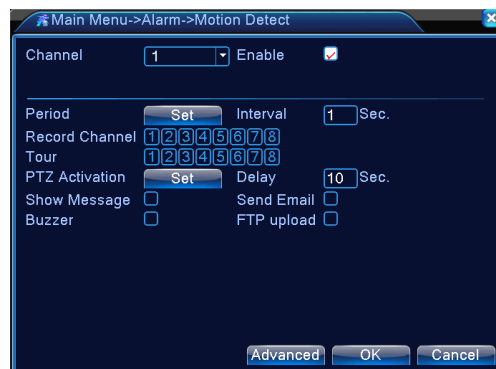 Main Menu->Alarm->Motion Detect
Channel 1 Enable
Period Set Interval 1 Sec.
Record Channel 1 2 3 4 5 6 7 8
Tour 1 2 3 4 5 6 7 8
PTZ Activation Set Delay 10 Sec.
Show Message Send Email
Buzzer FTP upload
Advanced OK Cancel